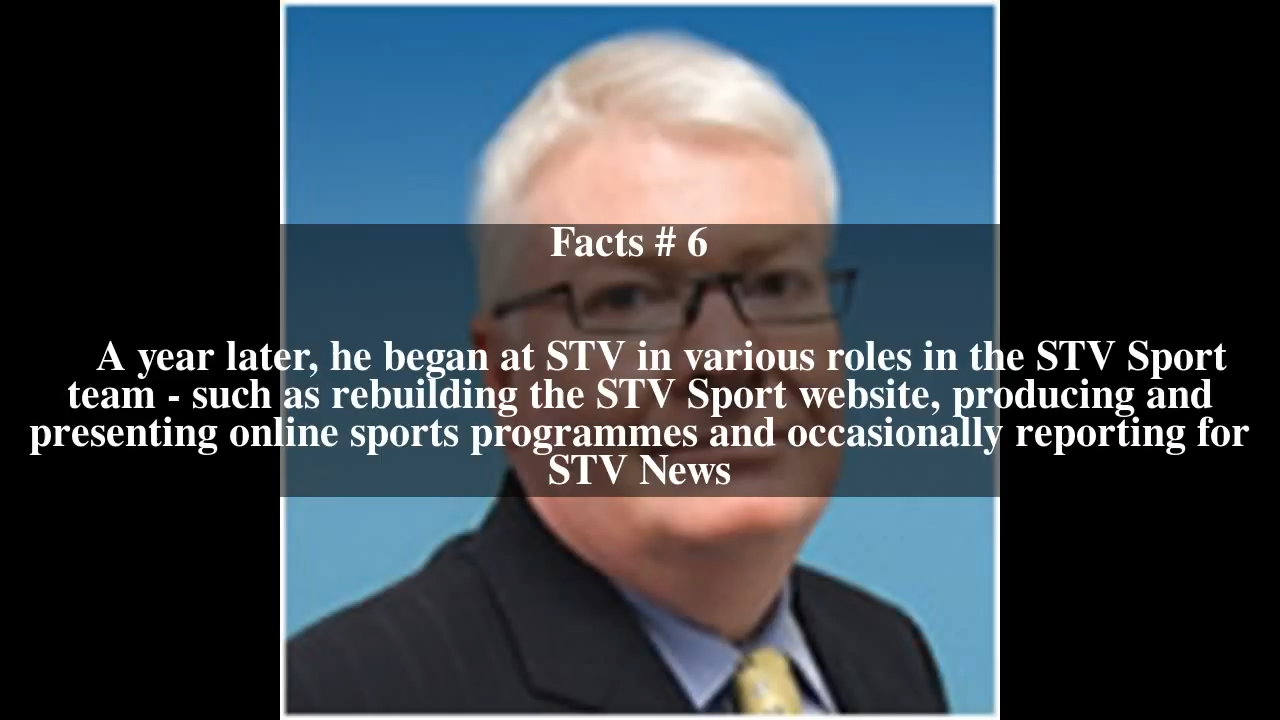 Facts # 6
A year later, he began at STV in various roles in the STV Sport
team - such as rebuilding the STV Sport website, producing and
presenting online sports programmes and occasionally reporting for
STV News